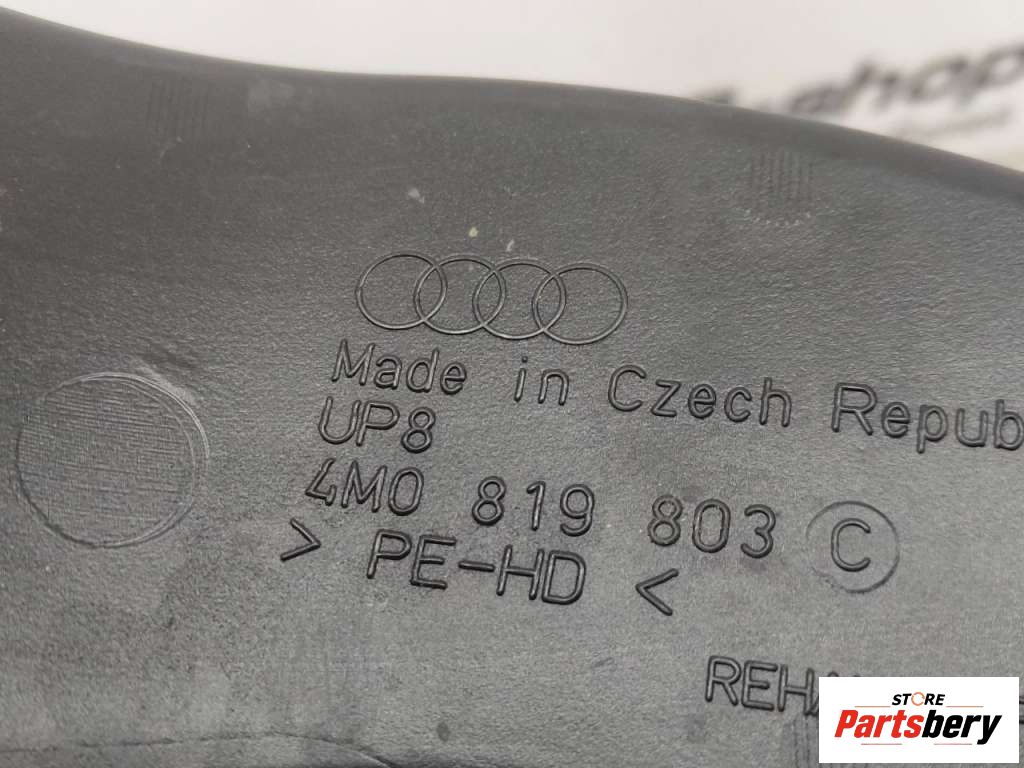 Made in Czech Repub
UP8
4M0 819 803 C
> PE-HD <
REHA
STORE
Partsbery